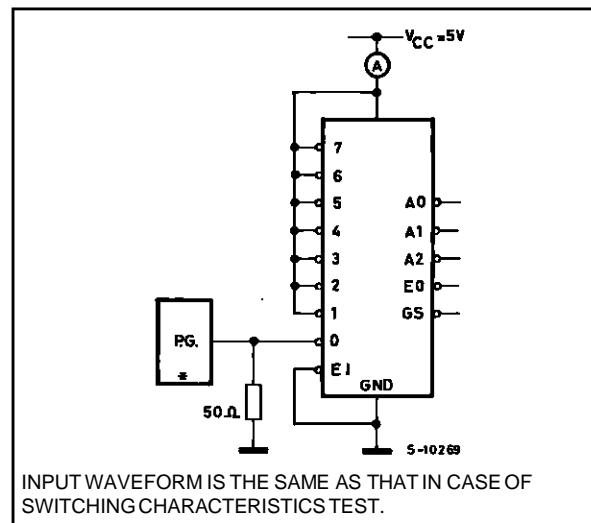 VCC=5V
A
7
6
5
4
3
2
1
0
EI
A0
A1
A2
E0
GS
GND
P.G.
*
50Ω
S-10269
INPUT WAVEFORM IS THE SAME AS THAT IN CASE OF
SWITCHING CHARACTERISTICS TEST.